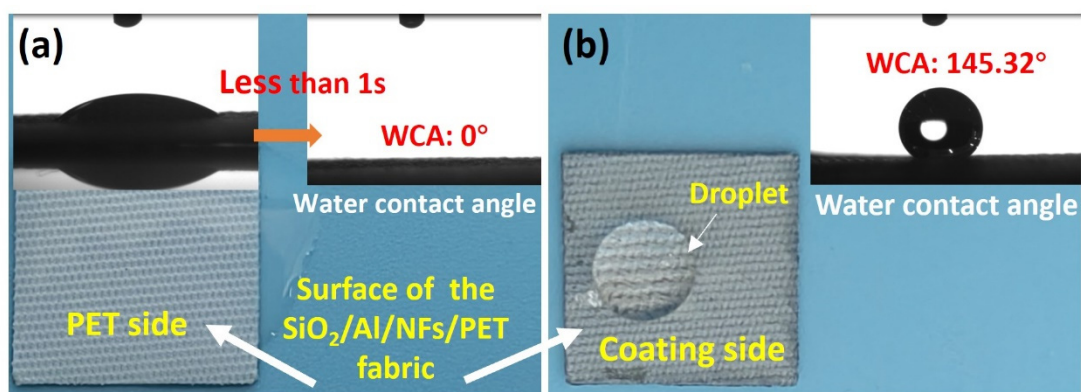 (a)
Less than 1s
WCA: 0°
Water contact angle
PET side
Surface of the
SiO₂/Al/NFs/PET
fabric
(b)
WCA: 145.32°
Droplet
Water contact angle
Coating side